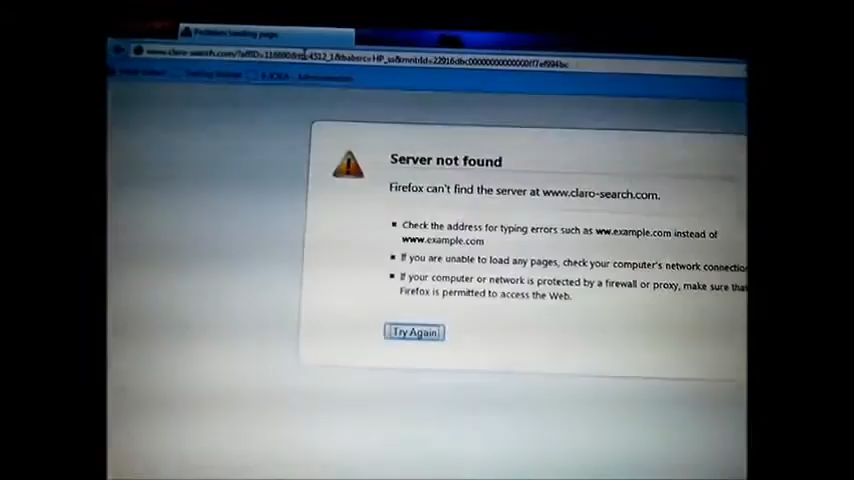 Problem loading page
Server not found
Firefox can't find the server at www.claro-search.com.
Check the address for typing errors such as ww.example.com instead of
www.example.com
If you are unable to load any pages, check your computer's network connection
If your computer or network is protected by a firewall or proxy, make sure that
Firefox is permitted to access the Web.
Try Again